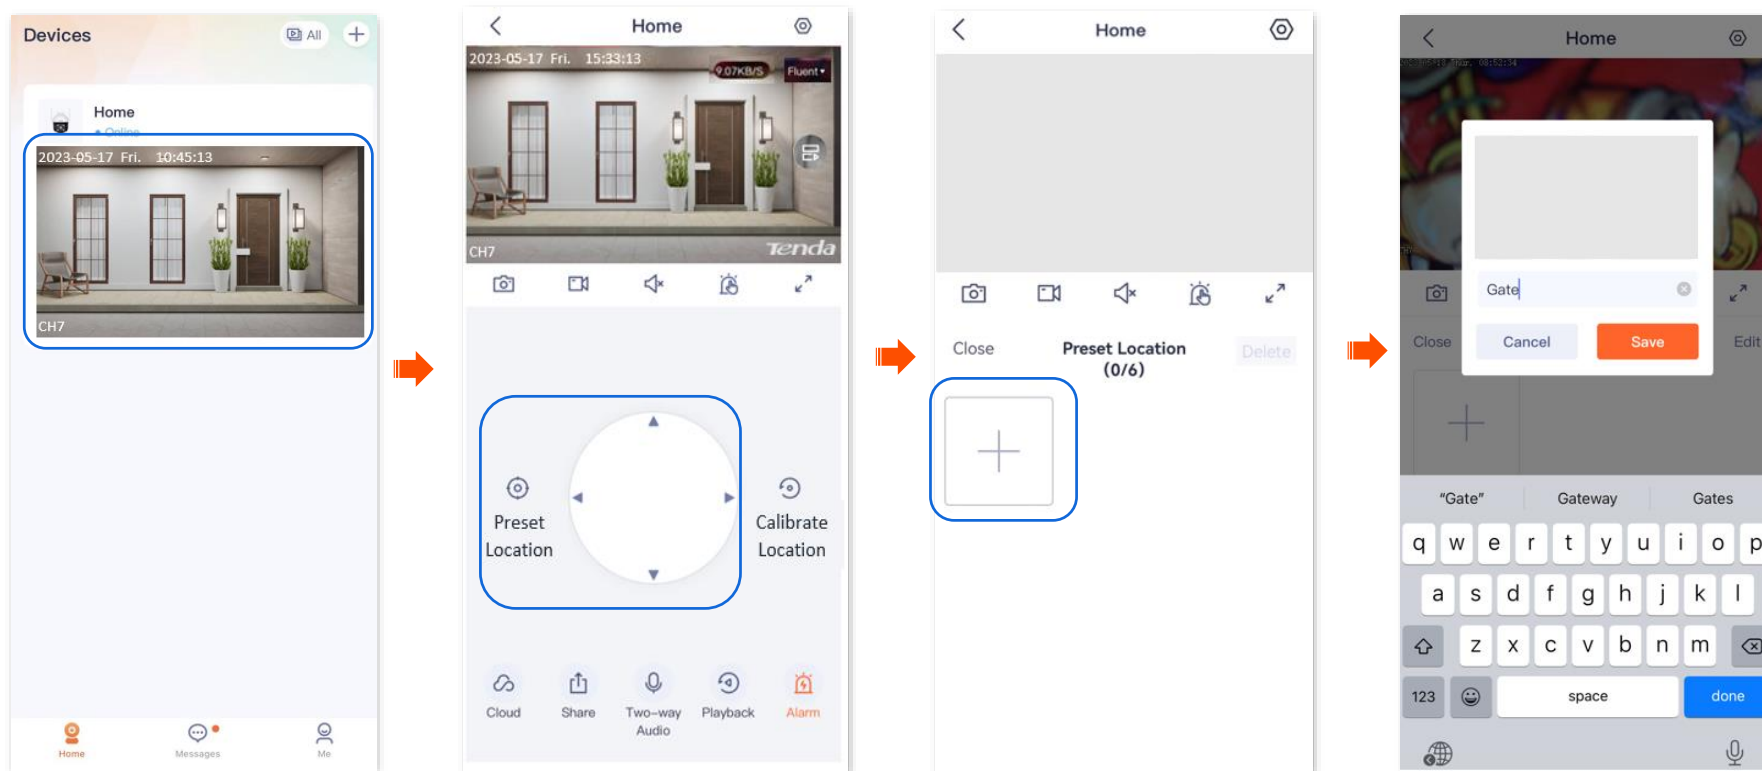 Devices
All
Home
Online
2023-05-17 Fri. 10:45:13
CH7
Home
Messages
Me
Home
2023-05-17 Fri. 15:33:13
9.07KB/S
Fluent
CH7
Tenda
Preset
Location
Calibrate
Location
Cloud
Share
Two-way
Audio
Playback
Alarm
Home
Close
Preset Location
(0/6)
Delete
Home
08:52:34
Gate
Cancel
Save
Close
Edit
"Gate"
Gateway
Gates
q w e r t y u i o p
a s d f g h j k l
z x c v b n m
123
space
done